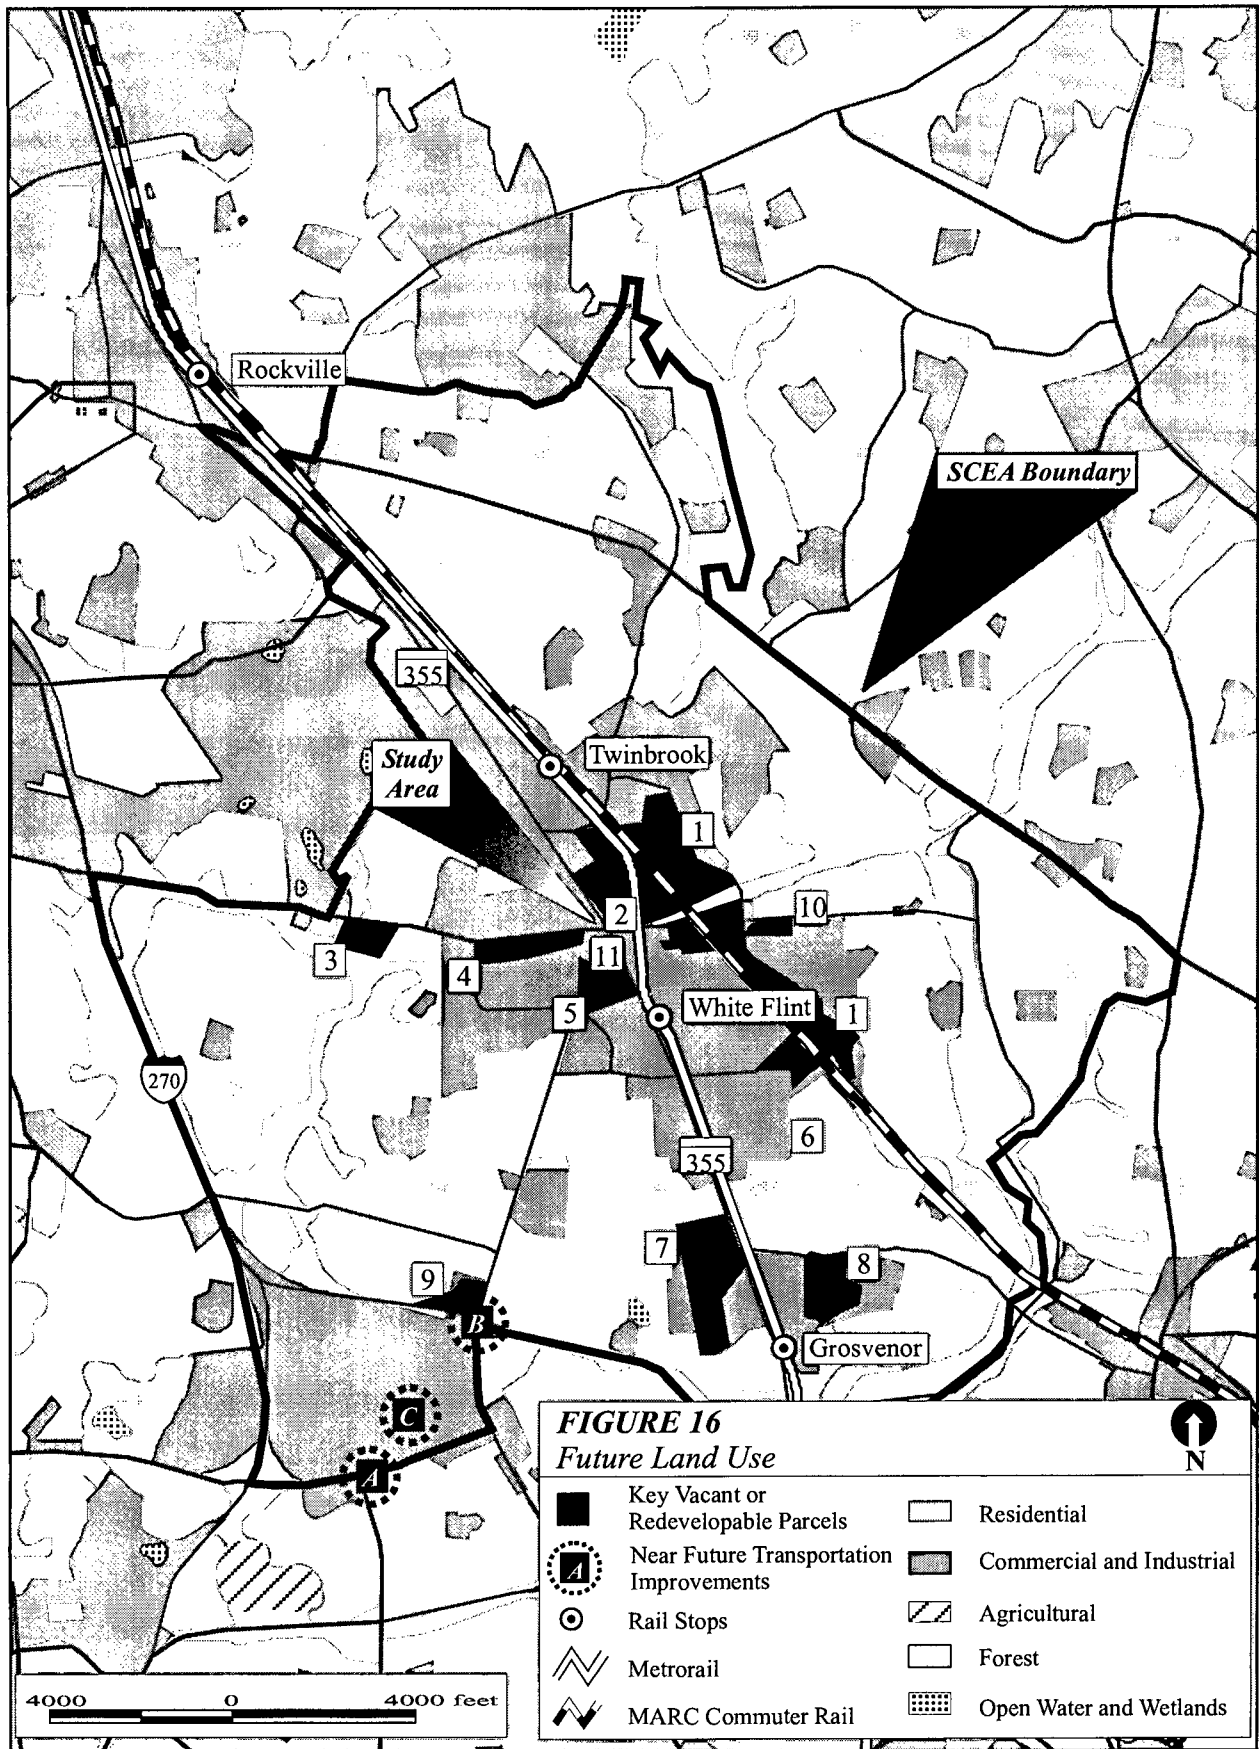 Rockville
SCEA Boundary
355
Study
Area
Twinbrook
1
2
10
3
4
11
5
White Flint
1
270
6
355
7
8
9
B
Grosvenor
C
A
FIGURE 16
Future Land Use
N
Key Vacant or
Redevelopable Parcels
A
Near Future Transportation
Improvements
Rail Stops
Metrorail
MARC Commuter Rail
Residential
Commercial and Industrial
Agricultural
Forest
Open Water and Wetlands
4000 0 4000 feet